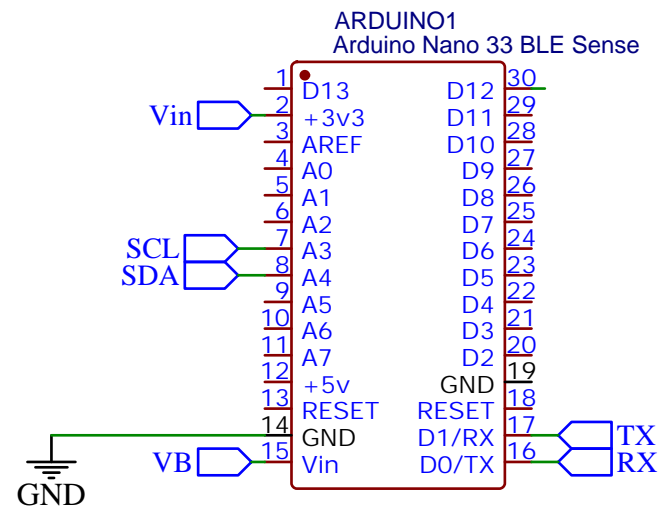 ARDUINO1
Arduino Nano 33 BLE Sense
1 D13 D12 30
Vin 2 +3v3 D11 29
3 AREF D10 28
4 A0 D9 27
5 A1 D8 26
6 A2 D7 25
SCL 7 A3 D6 24
SDA 8 A4 D5 23
9 A5 D4 22
10 A6 D3 21
11 A7 D2 20
12 +5v GND 19
13 RESET RESET 18
14 GND D1/RX 17 TX
VB 15 Vin D0/TX 16 RX
GND